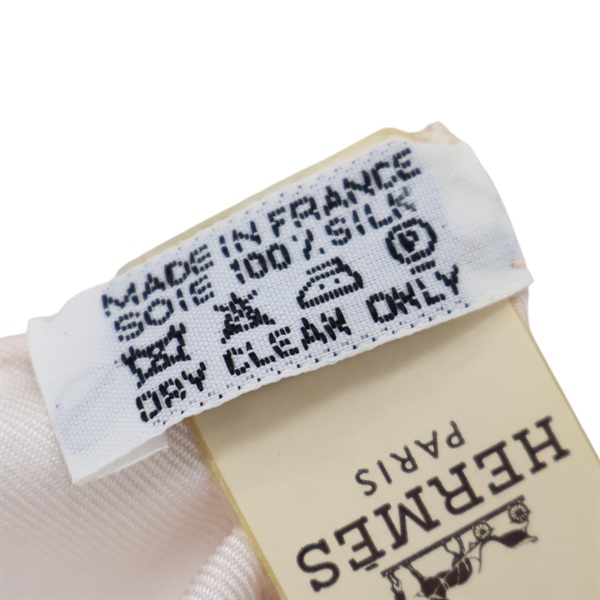 MADE IN FRANCE
SOIE 100% SILK
DRY CLEAN ONLY
HERMÈS
PARIS